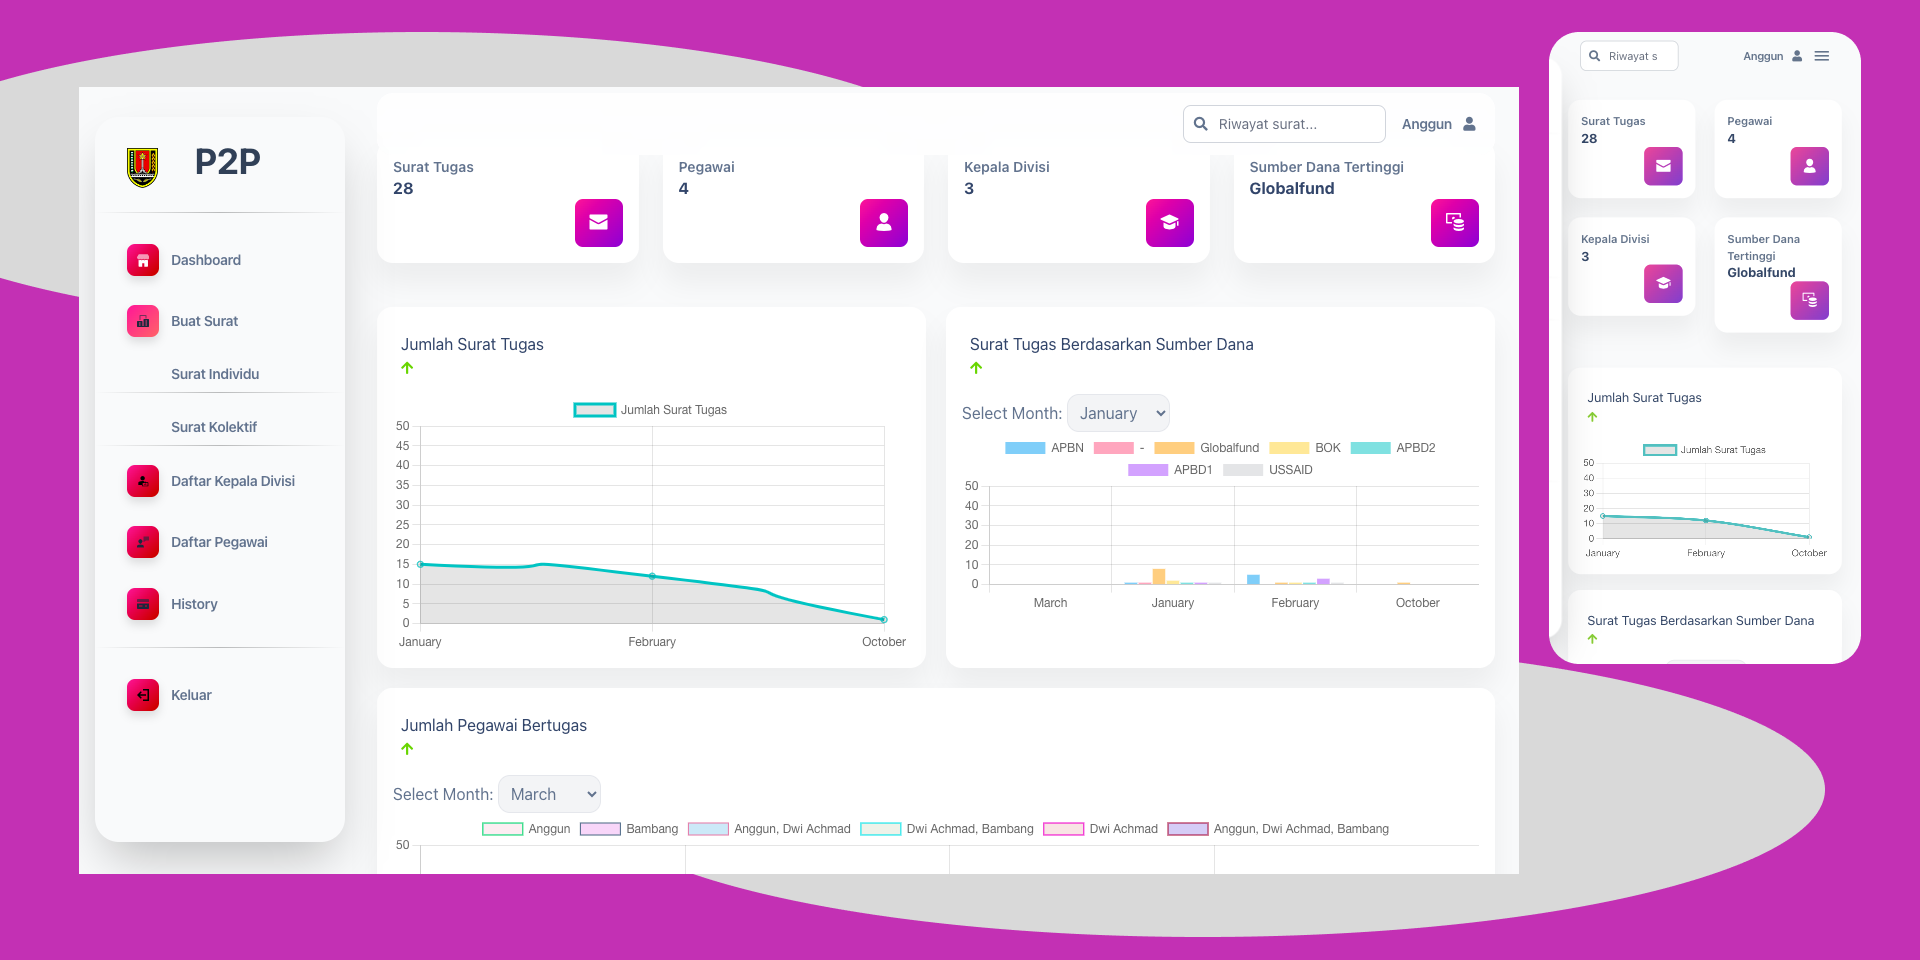 P2P
Dashboard
Buat Surat
Surat Individu
Surat Kolektif
Daftar Kepala Divisi
Daftar Pegawai
History
Keluar
Riwayat surat...
Anggun
Surat Tugas
28
Pegawai
4
Kepala Divisi
3
Sumber Dana Tertinggi
Globalfund
Jumlah Surat Tugas
Jumlah Surat Tugas
50
45
40
35
30
25
20
15
10
5
0
January February October
Surat Tugas Berdasarkan Sumber Dana
Select Month: January
APBN - Globalfund BOK APBD2
APBD1 USSAID
50
40
30
20
10
0
March January February October
Jumlah Pegawai Bertugas
Select Month: March
Anggun Bambang Anggun, Dwi Achmad Dwi Achmad, Bambang Dwi Achmad Anggun, Dwi Achmad, Bambang
50
Riwayat s
Anggun
Surat Tugas
28
Pegawai
4
Kepala Divisi
3
Sumber Dana
Tertinggi
Globalfund
Jumlah Surat Tugas
Jumlah Surat Tugas
50
40
30
20
10
0
January February October
Surat Tugas Berdasarkan Sumber Dana